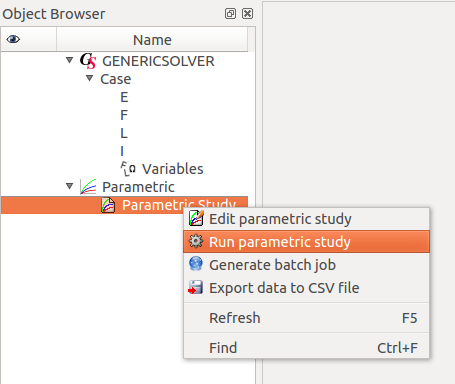 Object Browser
Name
GS GENERICSOLVER
Case
E
F
L
I
Variables
Parametric
Parametric Study
Edit parametric study
Run parametric study
Generate batch job
Export data to CSV file
Refresh F5
Find Ctrl+F